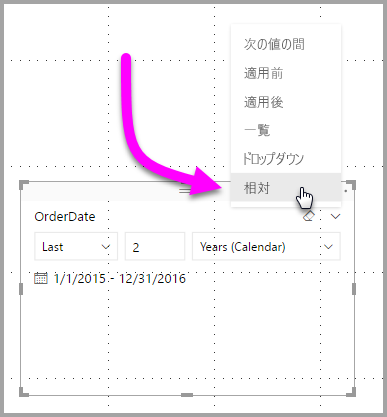 次の値の間
適用前
適用後
一覧
ドロップダウン
相対
OrderDate
Last 2 Years (Calendar)
1/1/2015 - 12/31/2016